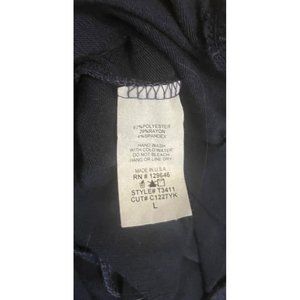 67%POLYESTER
29%RAYON
4%SPANDEX
HAND WASH
WITH COLD WATER
DO NOT BLEACH
HANG OR LINE DRY
MADE IN U.S.A.
RN # 129646
STYLE# T3411
CUT# C1227YK
L